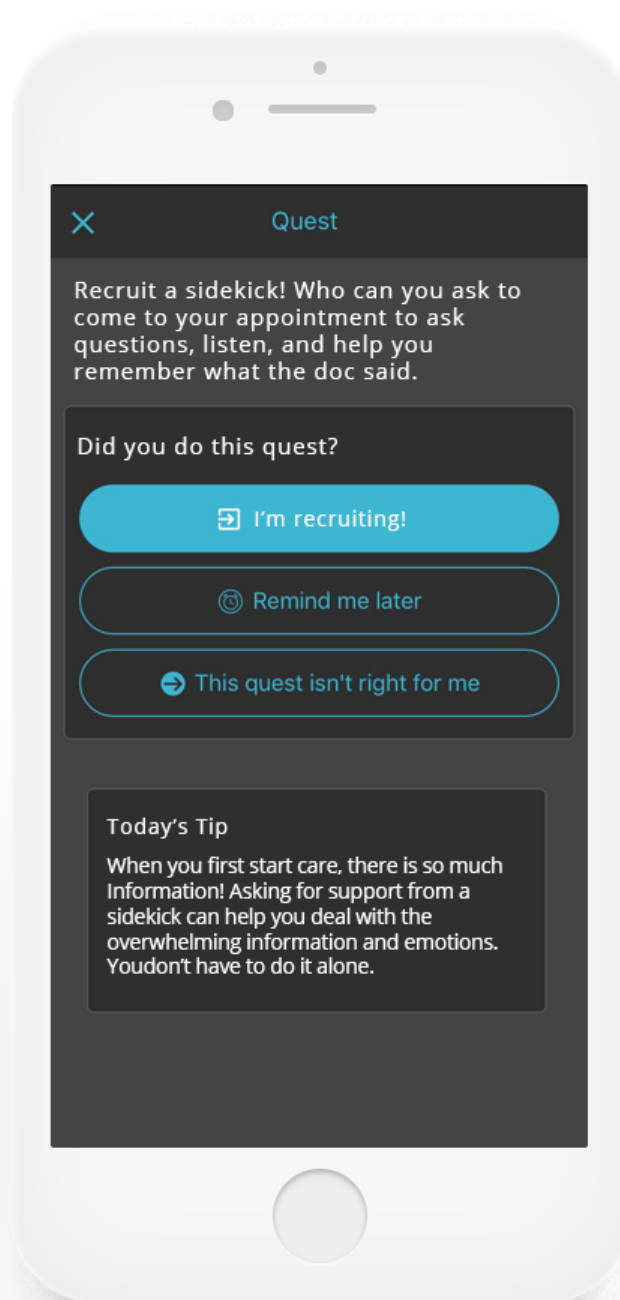 Quest
Recruit a sidekick! Who can you ask to
come to your appointment to ask
questions, listen, and help you
remember what the doc said.
Did you do this quest?
I'm recruiting!
Remind me later
This quest isn't right for me
Today's Tip
When you first start care, there is so much
Information! Asking for support from a
sidekick can help you deal with the
overwhelming information and emotions.
Youdon't have to do it alone.